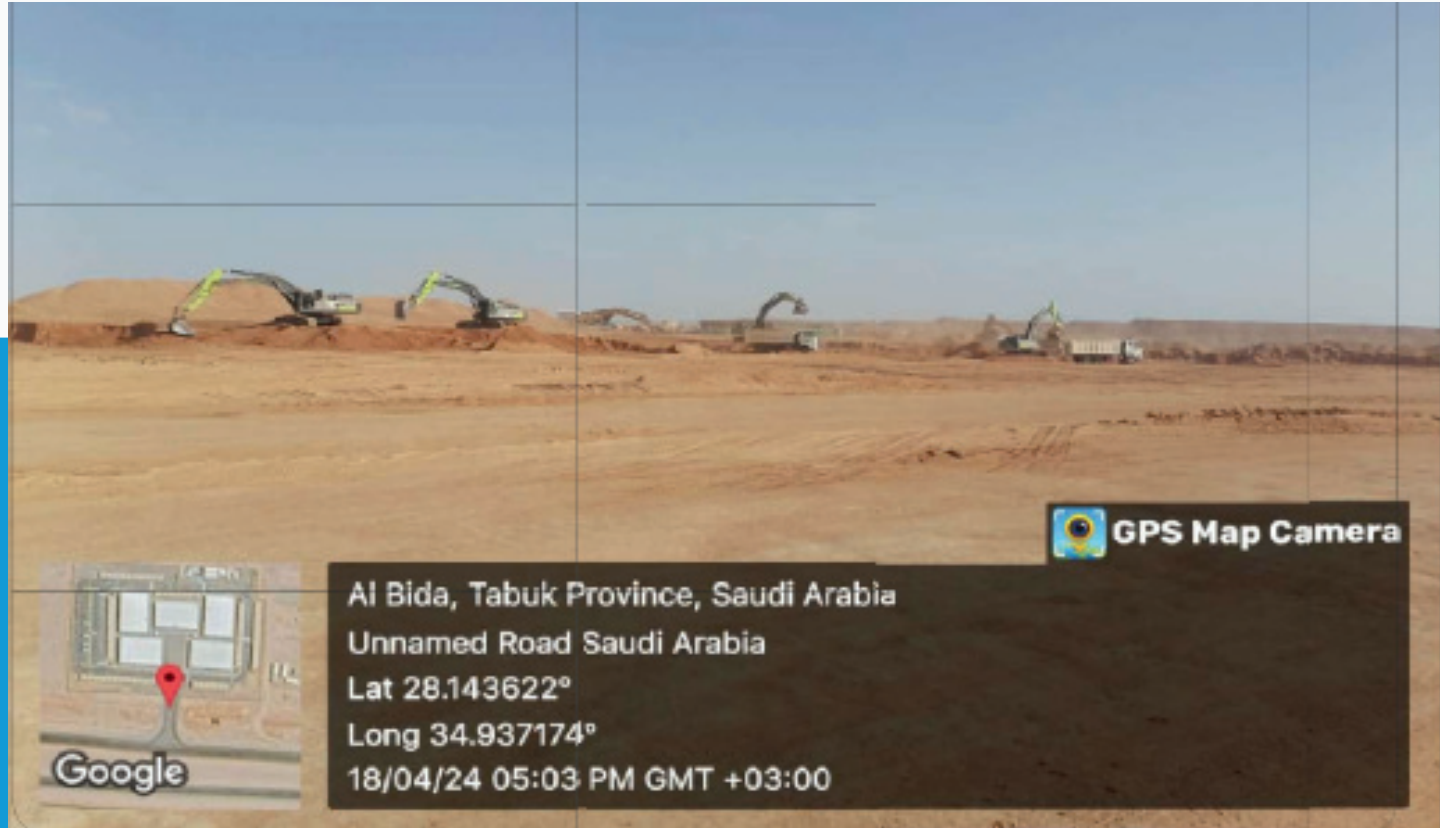 GPS Map Camera
Al Bida, Tabuk Province, Saudi Arabia
Unnamed Road Saudi Arabia
Lat 28.143622°
Long 34.937174°
18/04/24 05:03 PM GMT +03:00
Google